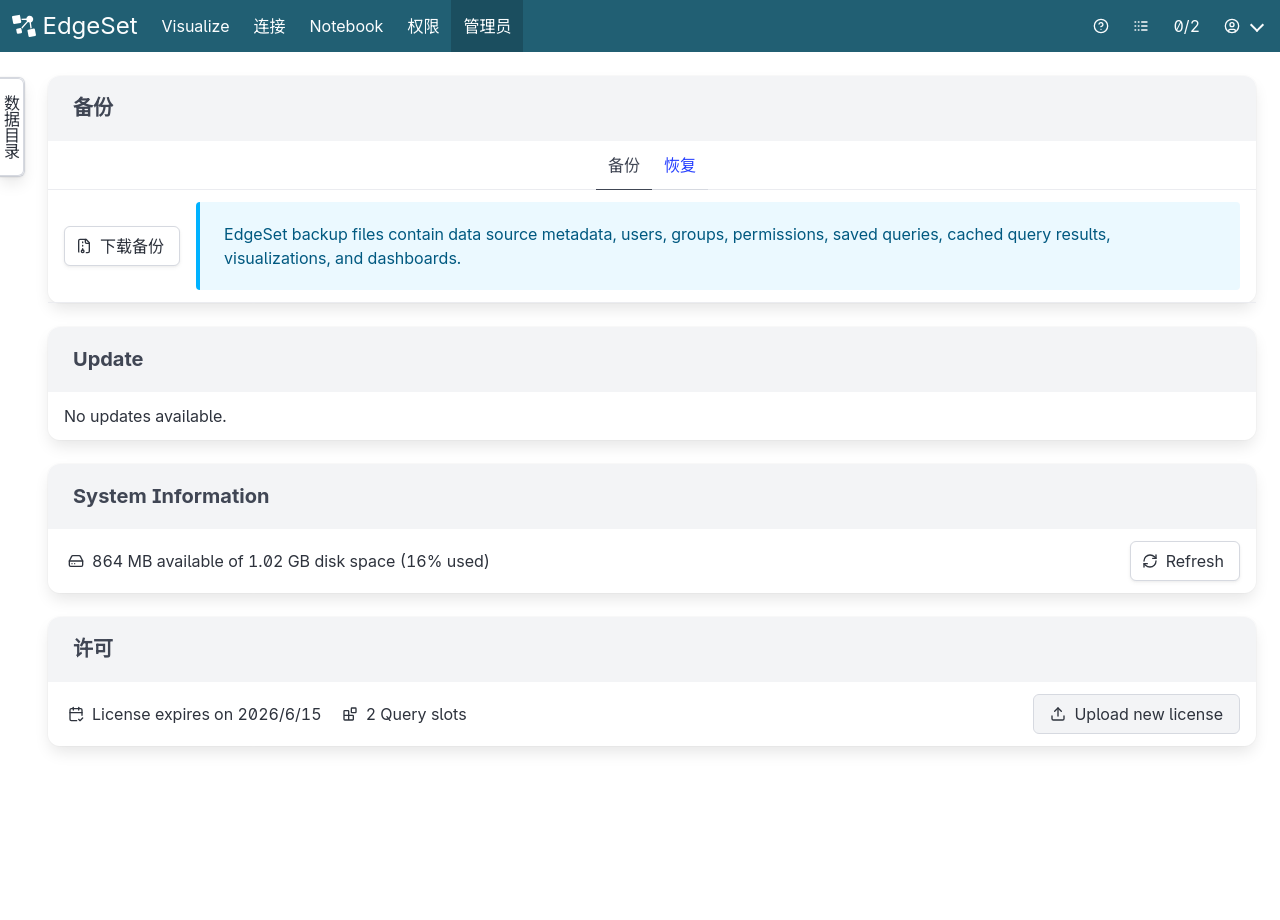 EdgeSet
Visualize
连接
Notebook
权限
管理员
0/2
数据目录
备份
备份
恢复
下载备份
EdgeSet backup files contain data source metadata, users, groups, permissions, saved queries, cached query results,
visualizations, and dashboards.
Update
No updates available.
System Information
864 MB available of 1.02 GB disk space (16% used)
Refresh
许可
License expires on 2026/6/15
2 Query slots
Upload new license